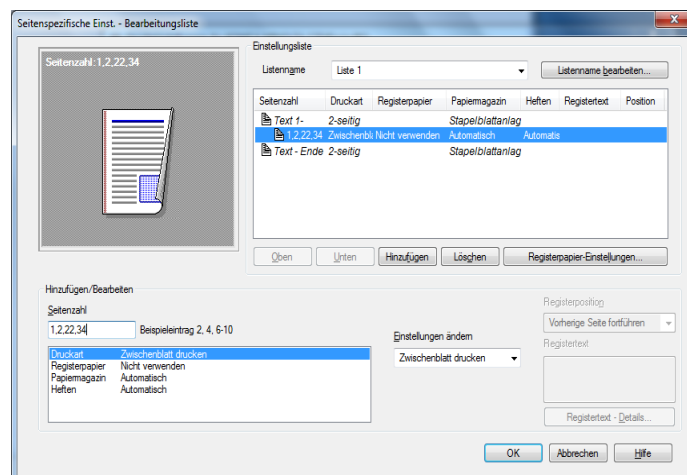 Seitenspezifische Einst. - Bearbeitungsliste
Seitenzahl:1,2,22,34
Einstellungsliste
Listenname
Liste 1
Listenname bearbeiten...
Seitenzahl Druckart Registerpapier Papiermagazin Heften Registertext Position
Text 1- 2-seitig Stapelblattanlag
1,2,22,34 Zwischenbl Nicht verwenden Automatisch Automatis
Text - Ende 2-seitig Stapelblattanlag
Oben Unten Hinzufügen Löschen Registerpapier-Einstellungen...
Hinzufügen/Bearbeiten
Seitenzahl
1,2,22,34
Beispieleintrag 2, 4, 6-10
Druckart Zwischenblatt drucken
Registerpapier Nicht verwenden
Papiermagazin Automatisch
Heften Automatisch
Einstellungen ändern
Zwischenblatt drucken
Registerposition
Vorherige Seite fortführen
Registertext
Registertext - Details...
OK Abbrechen Hilfe